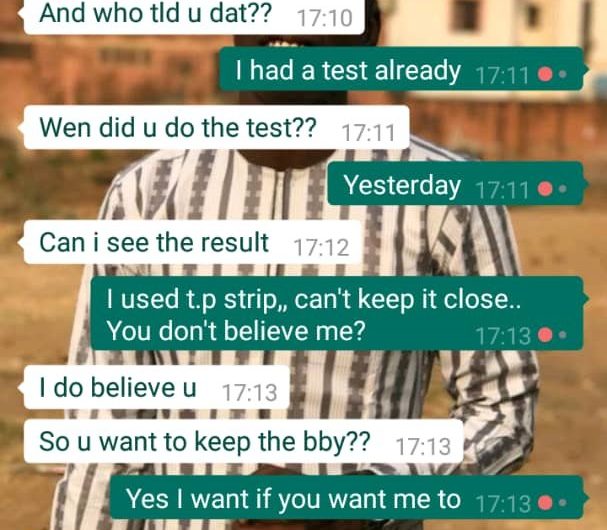 And who tld u dat?? 17:10
I had a test already 17:11
Wen did u do the test?? 17:11
Yesterday 17:11
Can i see the result 17:12
I used t.p strip,, can't keep it close..
You don't believe me? 17:13
I do believe u 17:13
So u want to keep the bby?? 17:13
Yes I want if you want me to 17:13